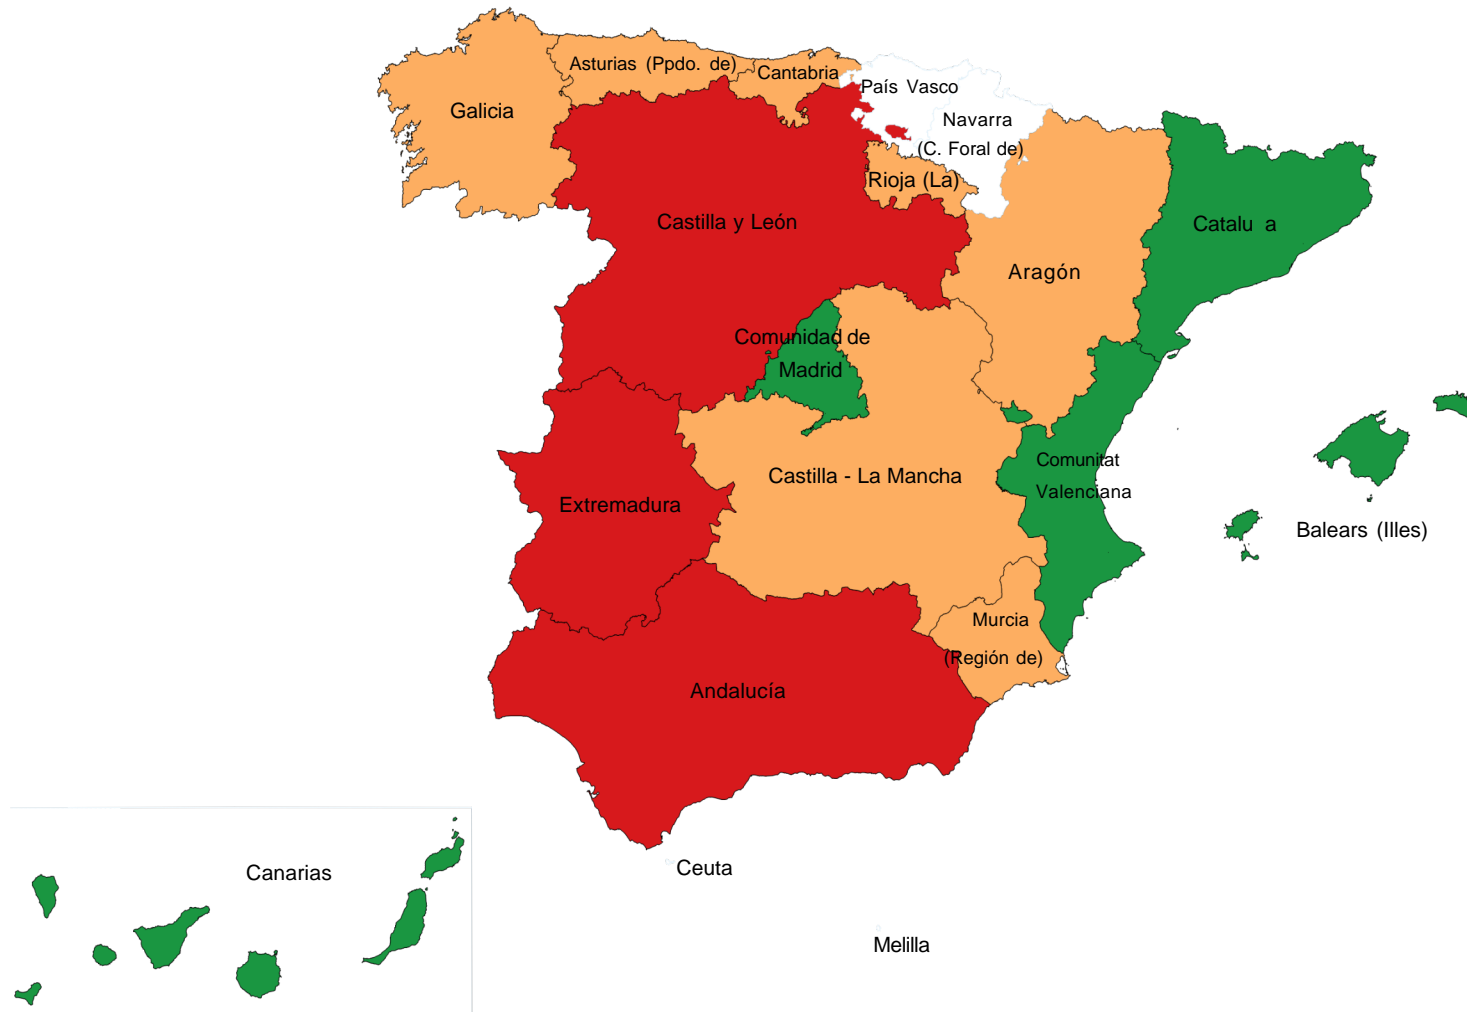 Asturias (Ppdo. de)
Cantabria
País Vasco
Galicia
Navarra
(C. Foral de)
Rioja (La)
Castilla y León
Catalu a
Aragón
Comunidad de
Madrid
Comunitat
Valenciana
Castilla - La Mancha
Extremadura
Balears (Illes)
Murcia
(Región de)
Andalucía
Ceuta
Canarias
Melilla